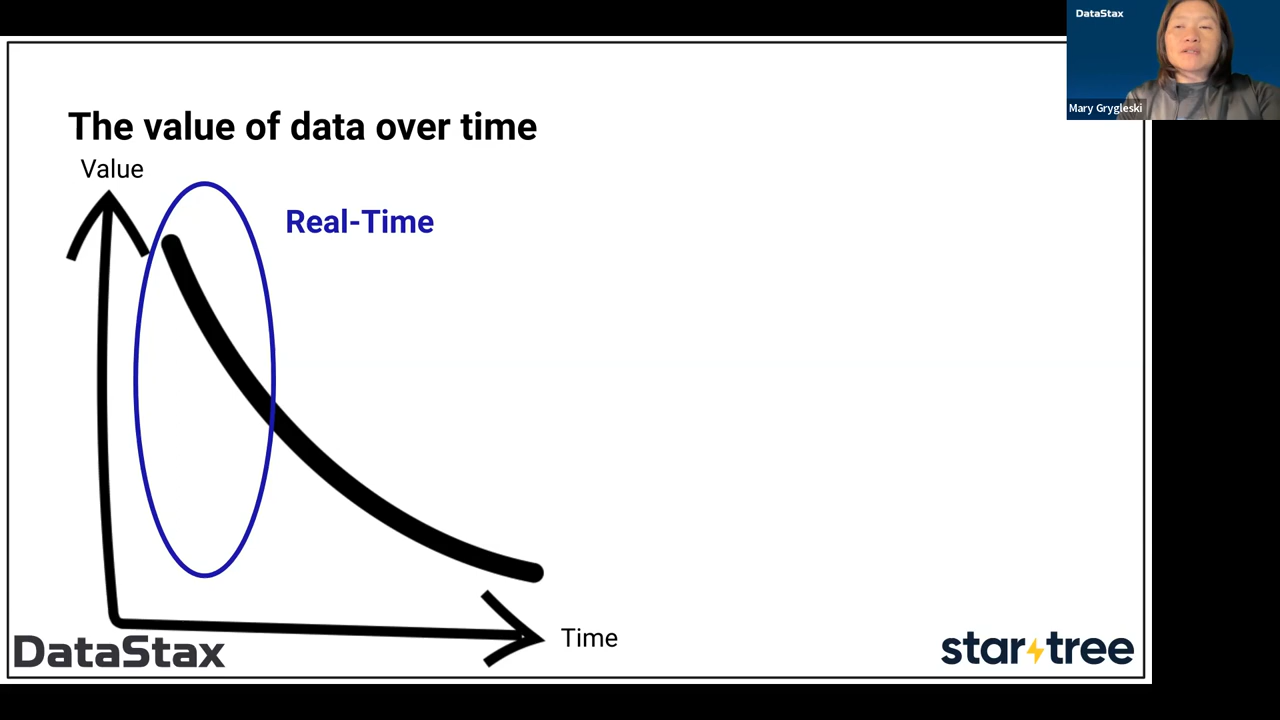 DataStax
Mary Grygleski
The value of data over time
Value
Real-Time
Time
DataStax
star tree